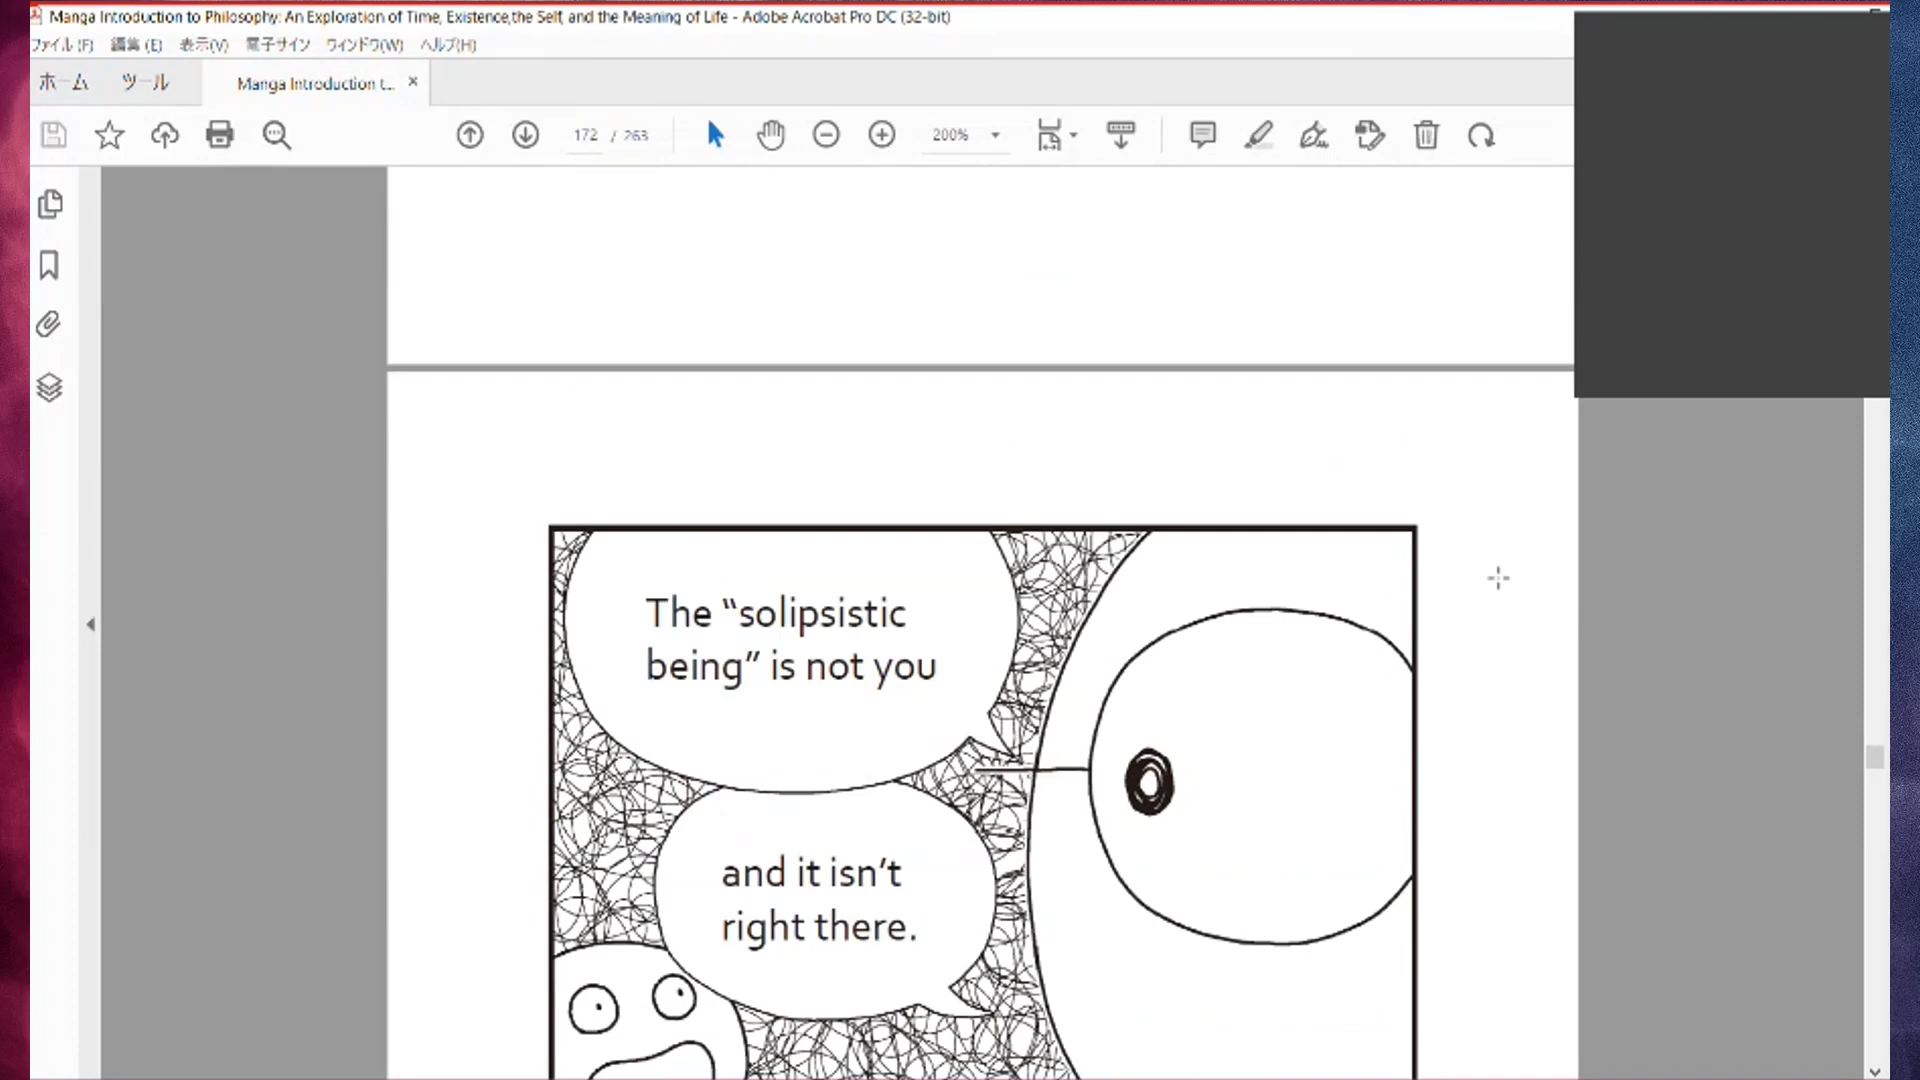 Manga Introduction to Philosophy: An Exploration of Time, Existence,the Self, and the Meaning of Life - Adobe Acrobat Pro DC (32-bit)
ファイル(F) 編集(E) 表示(V) 電子サイン ウィンドウ(W) ヘルプ(H)
ホーム ツール Manga Introduction t... ×
172 / 263 200%
The “solipsistic
being” is not you
and it isn’t
right there.